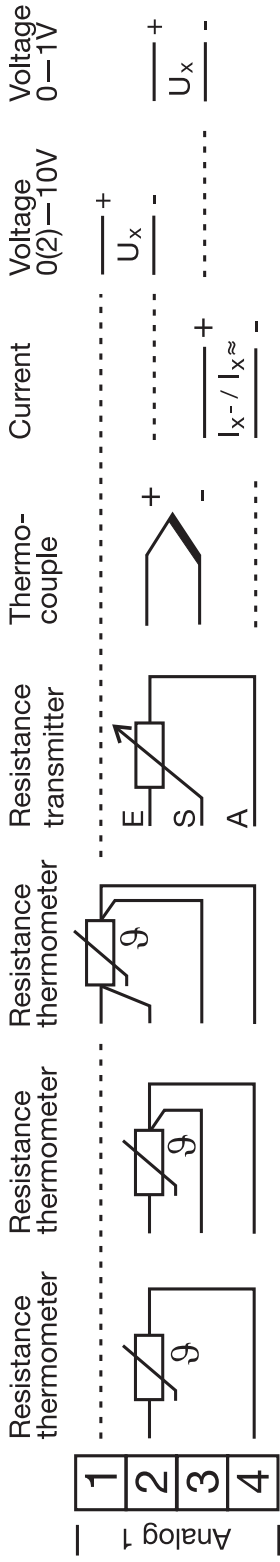 Resistance
thermometer
Resistance
thermometer
Resistance
thermometer
Resistance
transmitter
Thermo-
couple
Current
Voltage
0(2)—10V
Voltage
0—1V
Analog 1
1
2
3
4
ϑ
ϑ
ϑ
E
S
A
+
-
+
Ix- / Ix≈
-
+
Ux
-
+
Ux
-